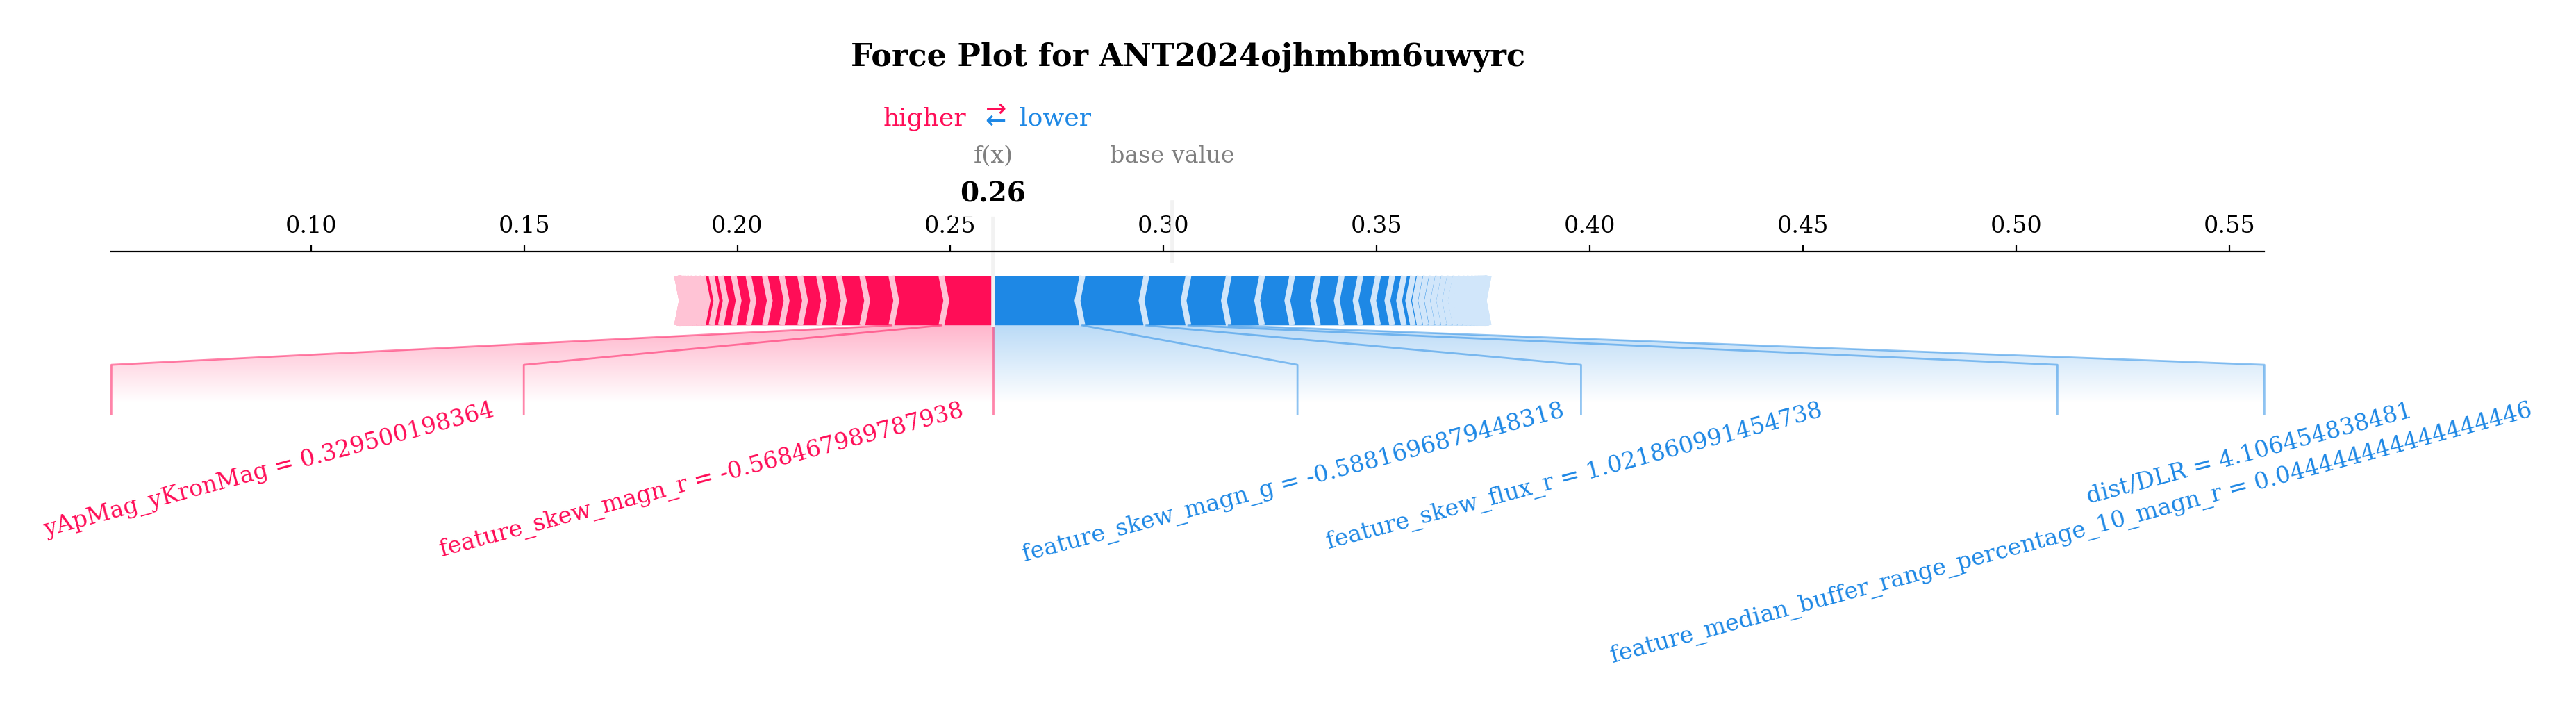 Force Plot for ANT2024ojhmbm6uwyrc
higher ⇄ lower
f(x) base value
0.26
0.10 0.15 0.20 0.25 0.30 0.35 0.40 0.45 0.50 0.55
yApMag_yKronMag = 0.329500198364
feature_skew_magn_r = -0.568467989787938
feature_skew_magn_g = -0.5881696879448318
feature_skew_flux_r = 1.021860991454738
dist/DLR = 4.106454838481
feature_median_buffer_range_percentage_10_magn_r = 0.0444444444444446